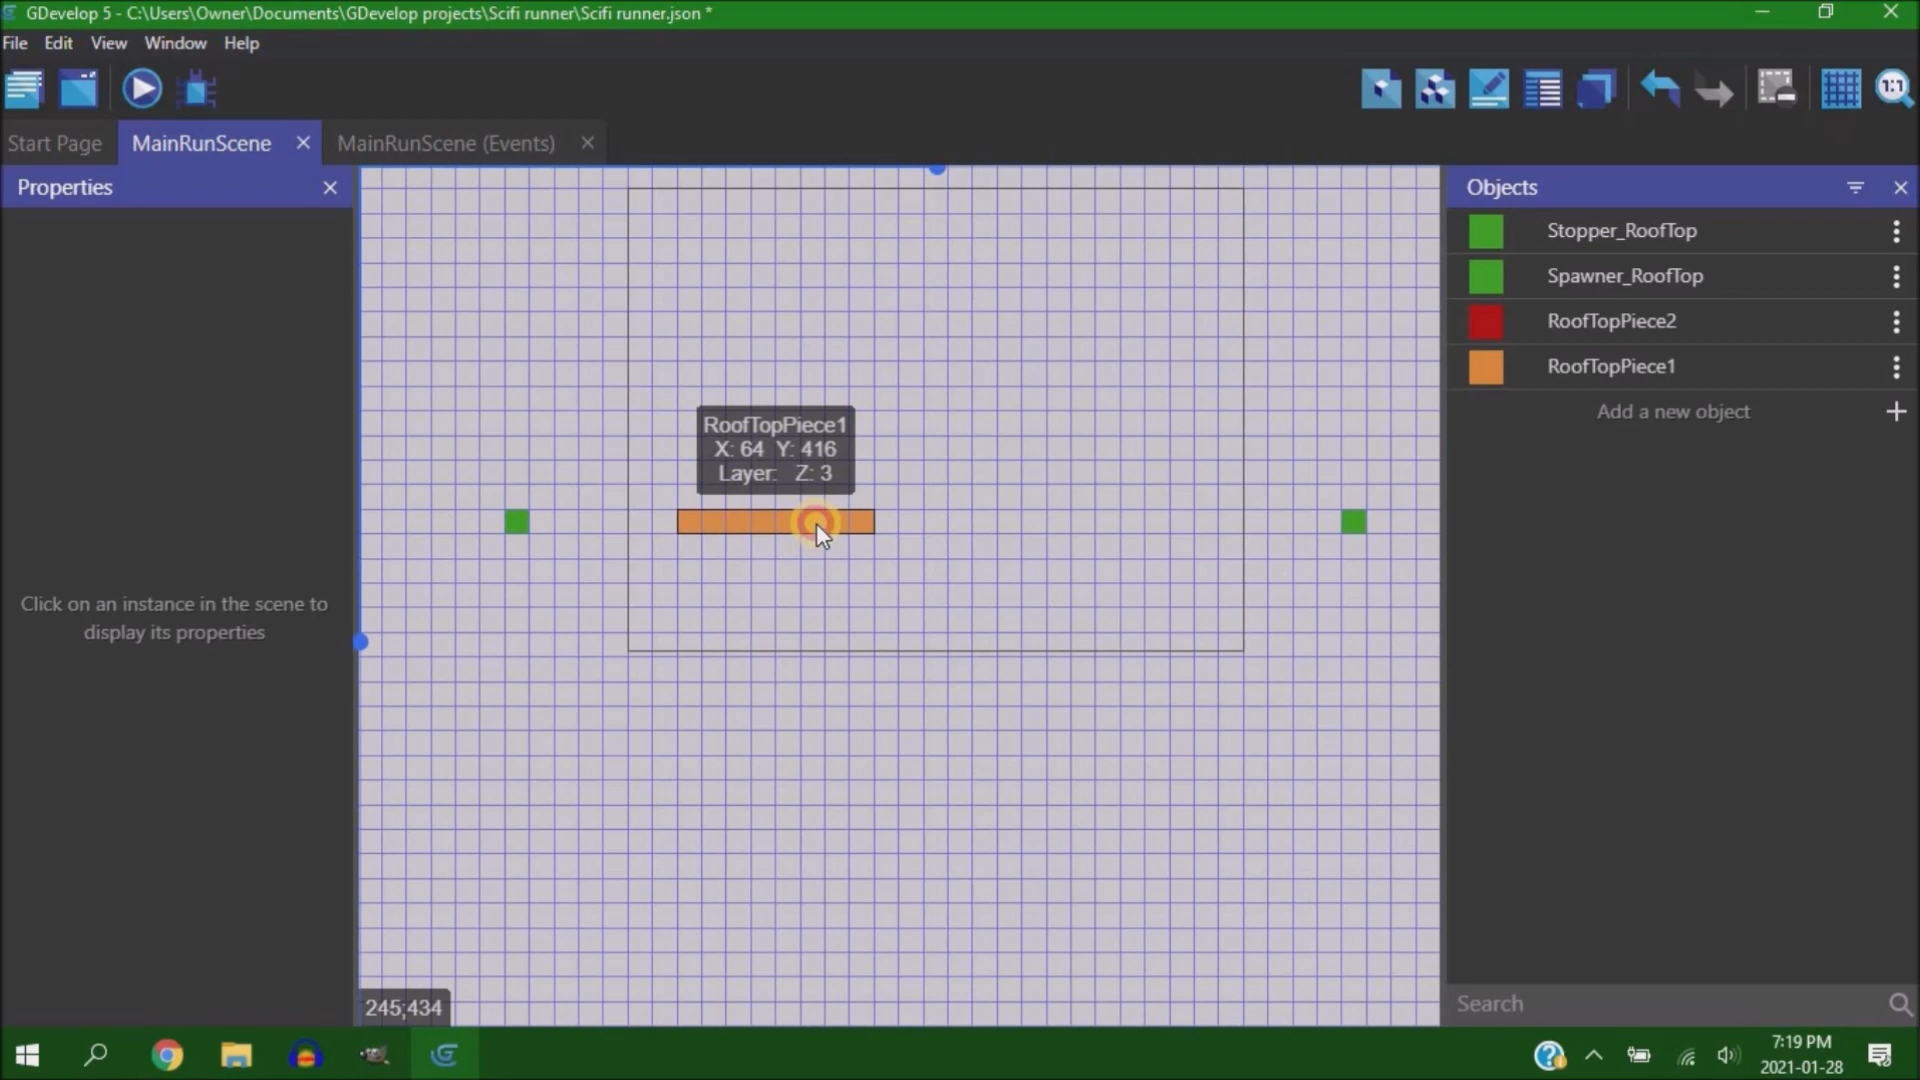 GDevelop 5 - C:\Users\Owner\Documents\GDevelop projects\Scifi runner\Scifi runner.json *
File Edit View Window Help
1:1
Start Page MainRunScene MainRunScene (Events)
Properties
Objects
Stopper_RoofTop
Spawner_RoofTop
RoofTopPiece2
RoofTopPiece1
Add a new object
RoofTopPiece1
X: 64 Y: 416
Layer: Z: 3
Click on an instance in the scene to
display its properties
245;434
Search
7:19 PM
2021-01-28